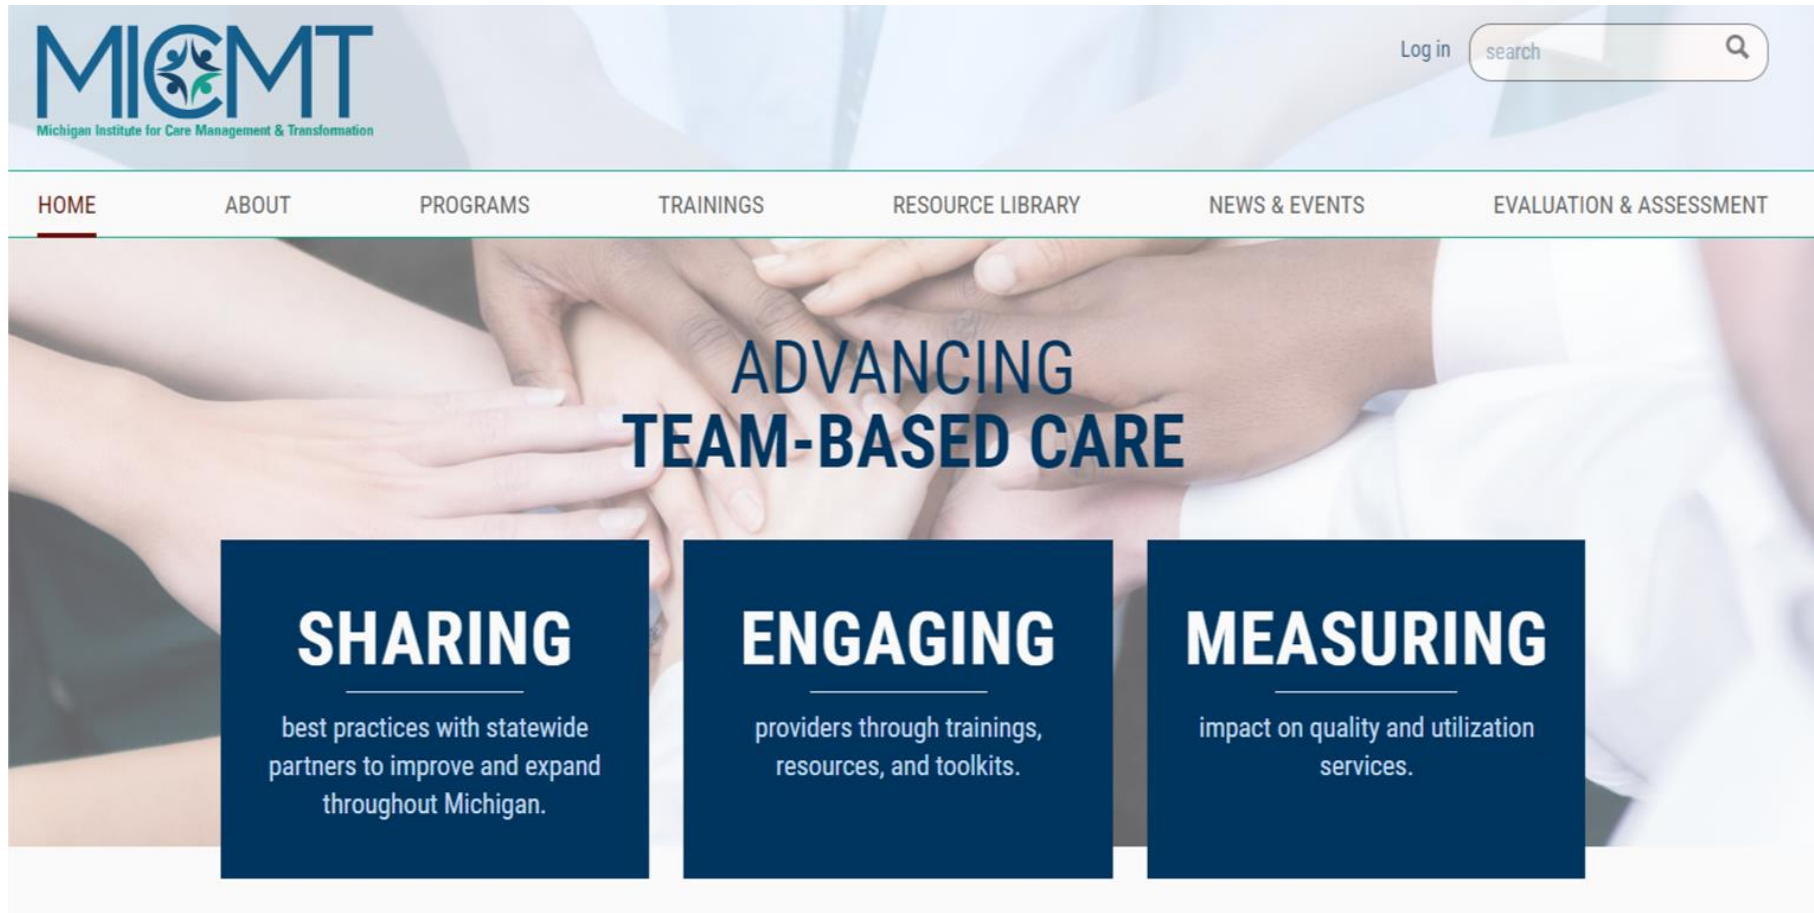 MICMT
Michigan Institute for Care Management & Transformation
Log in
search
HOME ABOUT PROGRAMS TRAININGS RESOURCE LIBRARY NEWS & EVENTS EVALUATION & ASSESSMENT
ADVANCING
TEAM-BASED CARE
SHARING
best practices with statewide
partners to improve and expand
throughout Michigan.
ENGAGING
providers through trainings,
resources, and toolkits.
MEASURING
impact on quality and utilization
services.